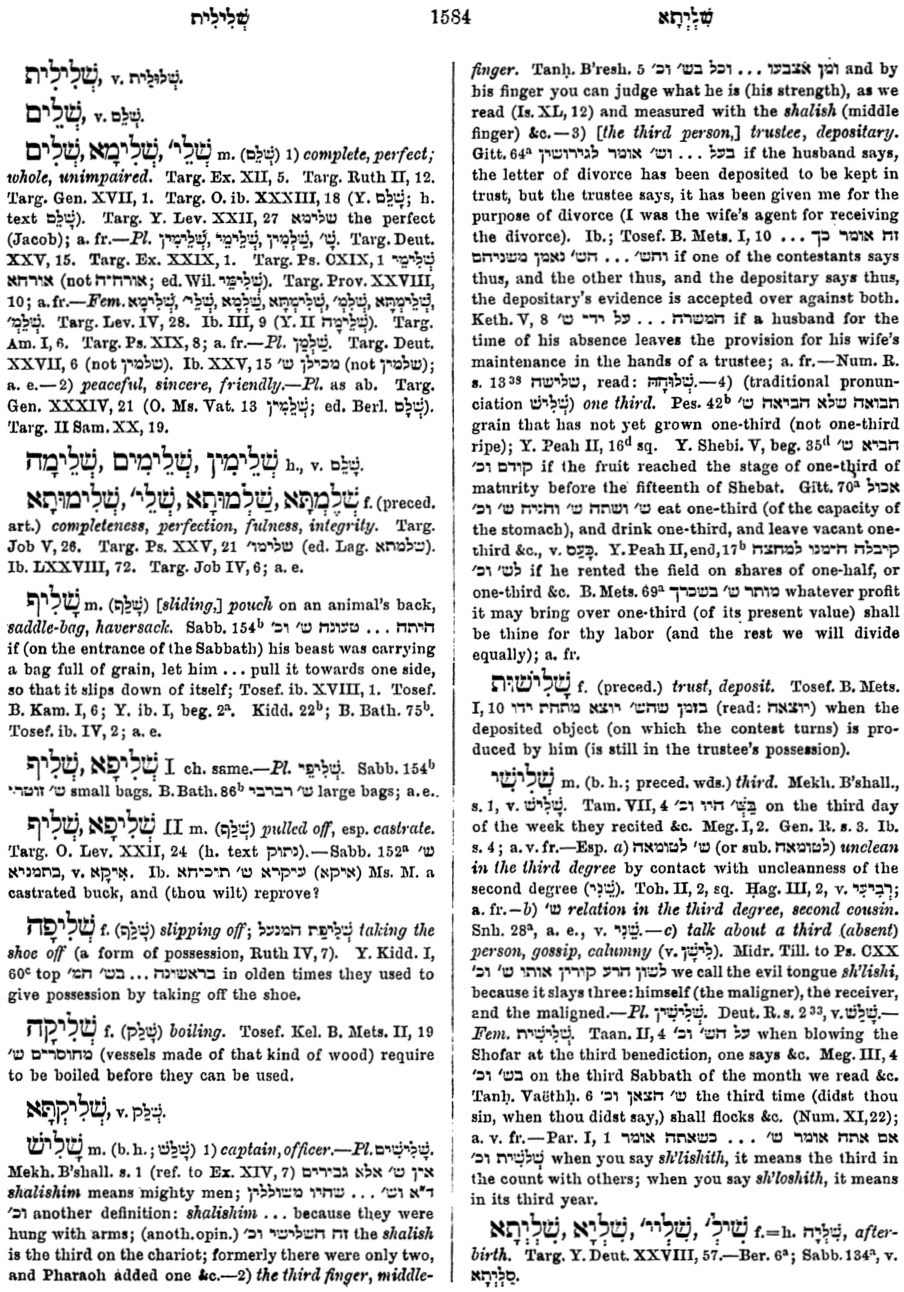 שְׁלִילִית
1584
שִׁלְיְתָא
שְׁלִילִית, v. שְׁלוּלִית.
שְׁלֵים, v. שְׁלֵם.
שְׁלֵי', שְׁלֵימָא, שְׁלִים m. (שְׁלֵם) 1) complete, perfect;
whole, unimpaired. Targ. Ex. XII, 5. Targ. Ruth II, 12.
Targ. Gen. XVII, 1. Targ. O. ib. XXXIII, 18 (Y. שְׁלֵם; h.
text שָׁלֵם). Targ. Y. Lev. XXII, 27 שלימא the perfect
(Jacob); a. fr.—Pl. שְׁלֵימִין, שְׁלֵימֵי, שַׁלְמִין, שׁ'. Targ. Deut.
XXV, 15. Targ. Ex. XXIX, 1. Targ. Ps. CXIX, 1 שְׁלֵימֵי
אורחא (not אורח״ה; ed. Wil. שְׁלֵימֵי). Targ. Prov. XXVIII,
10; a. fr.—Fem. שְׁלֵימָא, שְׁלֵי', שַׁלְמָא, שְׁלֵימְתָּא, שַׁלְמ', שְׁלֵימְתָּא,
שַׁלְמ'. Targ. Lev. IV, 28. Ib. III, 9 (Y. II שְׁלֵימָה). Targ.
Am. I, 6. Targ. Ps. XIX, 8; a. fr.—Pl. שַׁלְמָן. Targ. Deut.
XXVII, 6 (not שלמין). Ib. XXV, 15 מכילן ש' (not שלמין);
a. e.—2) peaceful, sincere, friendly.—Pl. as ab. Targ.
Gen. XXXIV, 21 (O. Ms. Vat. 13 שְׁלֵמִין; ed. Berl. שָׁלֵם).
Targ. II Sam. XX, 19.
שְׁלֵימִין, שְׁלֵימִים, שְׁלֵימָה h., v. שָׁלֵם.
שְׁלֵמְתָּא, שַׁלְמוּתָא, שְׁלֵי', שְׁלִימוּתָא f. (preced.
art.) completeness, perfection, fulness, integrity. Targ.
Job V, 26. Targ. Ps. XXV, 21 שלימו' (ed. Lag. שלמתא).
Ib. LXXVIII, 72. Targ. Job IV, 6; a. e.
שָׁלִיף m. (שָׁלַף) [sliding,] pouch on an animal's back,
saddle-bag, haversack. Sabb. 154b היתה ... טעונה ש' וכ'
if (on the entrance of the Sabbath) his beast was carrying
a bag full of grain, let him ... pull it towards one side,
so that it slips down of itself; Tosef. ib. XVIII, 1. Tosef.
B. Kam. I, 6; Y. ib. I, beg. 2a. Kidd. 22b; B. Bath. 75b.
Tosef. ib. IV, 2; a. e.
שְׁלִיפָא, שְׁלִיף I ch. same.—Pl. שְׁלִיפֵי. Sabb. 154b
ש' זוטרי small bags. B. Bath. 86b ש' רברבי large bags; a. e..
שְׁלִיפָא, שְׁלִיף II m. (שְׁלַף) pulled off, esp. castrate.
Targ. O. Lev. XXII, 24 (h. text נתוק).—Sabb. 152a ש'
בחמניא, v. אִיקָא. Ib. עיקרא ש' תוכיחא (איקא) Ms. M. a
castrated buck, and (thou wilt) reprove?
שְׁלִיפָה f. (שָׁלַף) slipping off; שְׁלִיפַת המנעל taking the
shoe off (a form of possession, Ruth IV, 7). Y. Kidd. I,
60c top בראשונה ... בש' המ' in olden times they used to
give possession by taking off the shoe.
שְׁלִיקָה f. (שָׁלַק) boiling. Tosef. Kel. B. Mets. II, 19
מחוסרים ש' (vessels made of that kind of wood) require
to be boiled before they can be used.
שְׁלִיקְתָּא, v. שְׁלַק.
שָׁלִישׁ m. (b. h.; שָׁלֹשׁ) 1) captain, officer.—Pl. שָׁלִישִׁים.
Mekh. B'shall. s. 1 (ref. to Ex. XIV, 7) אין ש' אלא גבירים
shalishim means mighty men; ד״א וש' ... שהיו משוללין
וכ' another definition: shalishim ... because they were
hung with arms; (anoth. opin.) זה השלישי וכ' the shalish
is the third on the chariot; formerly there were only two,
and Pharaoh added one &c.—2) the third finger, middle-
finger. Tanḥ. B'resh. 5 ומן אצבעו ... וכל בש' וכ' and by
his finger you can judge what he is (his strength), as we
read (Is. XL, 12) and measured with the shalish (middle
finger) &c.—3) [the third person,] trustee, depositary.
Gitt. 64a בעל ... וש' אומר לגירושין if the husband says,
the letter of divorce has been deposited to be kept in
trust, but the trustee says, it has been given me for the
purpose of divorce (I was the wife's agent for receiving
the divorce). Ib.; Tosef. B. Mets. I, 10 זה אומר כך ...
והש' ... הש' נאמן משניהם if one of the contestants says
thus, and the other thus, and the depositary says thus,
the depositary's evidence is accepted over against both.
Keth. V, 8 המשרה ... על ידי ש' if a husband for the
time of his absence leaves the provision for his wife's
maintenance in the hands of a trustee; a. fr.—Num. R.
s. 13 38 שלישה, read: שְׁלוּחָהּ.—4) (traditional pronun-
ciation שְׁלִישׁ) one third. Pes. 42b תבואה שלא הביאה ש'
grain that has not yet grown one-third (not one-third
ripe); Y. Peah II, 16d sq. Y. Shebi. V, beg. 35d הביא ש'
קודם וכ' if the fruit reached the stage of one-third of
maturity before the fifteenth of Shebat. Gitt. 70a אכול
ש' ושתה ש' והניח ש' וכ' eat one-third (of the capacity of
the stomach), and drink one-third, and leave vacant one-
third &c., v. כָּעַס. Y. Peah II, end, 17b קיבלה הימנו למחצה
לש' וכ' if he rented the field on shares of one-half, or
one-third &c. B. Mets. 69a מותר ש' בשכרך whatever profit
it may bring over one-third (of its present value) shall
be thine for thy labor (and the rest we will divide
equally); a. fr.
שָׁלִישׁוּת f. (preced.) trust, deposit. Tosef. B. Mets.
I, 10 בזמן שהש' יוצא מתחת ידו (read: יוצאה) when the
deposited object (on which the contest turns) is pro-
duced by him (is still in the trustee's possession).
שְׁלִישִׁי m. (b. h.; preced. wds.) third. Mekh. B'shall.,
s. 1, v. שָׁלִישׁ. Tam. VII, 4 בַּשְּׁ' היו וכ' on the third day
of the week they recited &c. Meg. I, 2. Gen. R. s. 3. Ib.
s. 4; a. v. fr.—Esp. a) ש' לטומאה (or sub. לטומאה) unclean
in the third degree by contact with uncleanness of the
second degree (שֵׁנִי). Toh. II, 2, sq. Ḥag. III, 2, v. רְבִיעִי;
a. fr.—b) ש' relation in the third degree, second cousin.
Snh. 28a, a. e., v. שֵׁנִי.—c) talk about a third (absent)
person, gossip, calumny (v. לִישָׁן). Midr. Till. to Ps. CXX
לשון הרע קורין אותו ש' וכ' we call the evil tongue sh'lishi,
because it slays three: himself (the maligner), the receiver,
and the maligned.—Pl. שְׁלִישִׁין. Deut. R. s. 2 33, v. שָׁלֹשׁ.—
Fem. שְׁלִישִׁית. Taan. II, 4 על הש' וכ' when blowing the
Shofar at the third benediction, one says &c. Meg. III, 4
בש' וכ' on the third Sabbath of the month we read &c.
Tanḥ. Vaëthḥ. 6 ש' הצאן וכ' the third time (didst thou
sin, when thou didst say,) shall flocks &c. (Num. XI, 22);
a. v. fr.—Par. I, 1 אם אתה אומר ש' ... כשאתה אומר
שְׁלֹשִׁית וכ' when you say sh'lishith, it means the third in
the count with others; when you say sh'loshith, it means
in its third year.
שִׁיל', שִׁלְיי', שִׁלְיָא, שִׁלְיְתָא f.=h. שִׁלְיָה, after-
birth. Targ. Y. Deut. XXVIII, 57.—Ber. 6a; Sabb. 134a, v.
סִלְיְתָא.